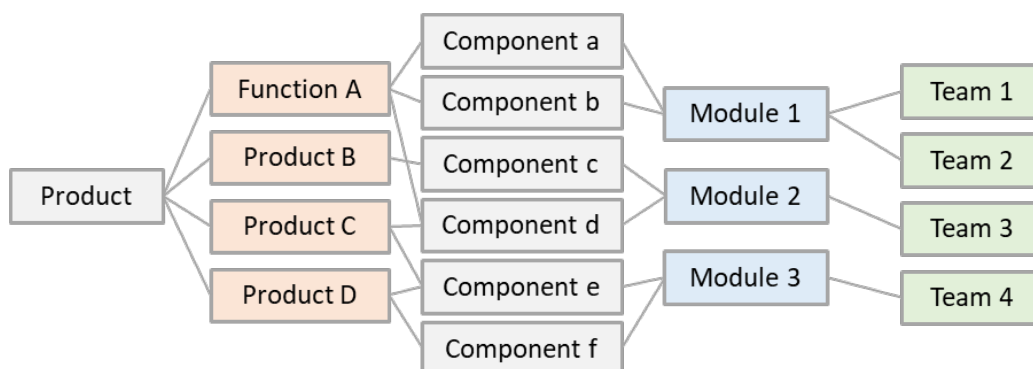 Product
Function A
Product B
Product C
Product D
Component a
Component b
Component c
Component d
Component e
Component f
Module 1
Module 2
Module 3
Team 1
Team 2
Team 3
Team 4